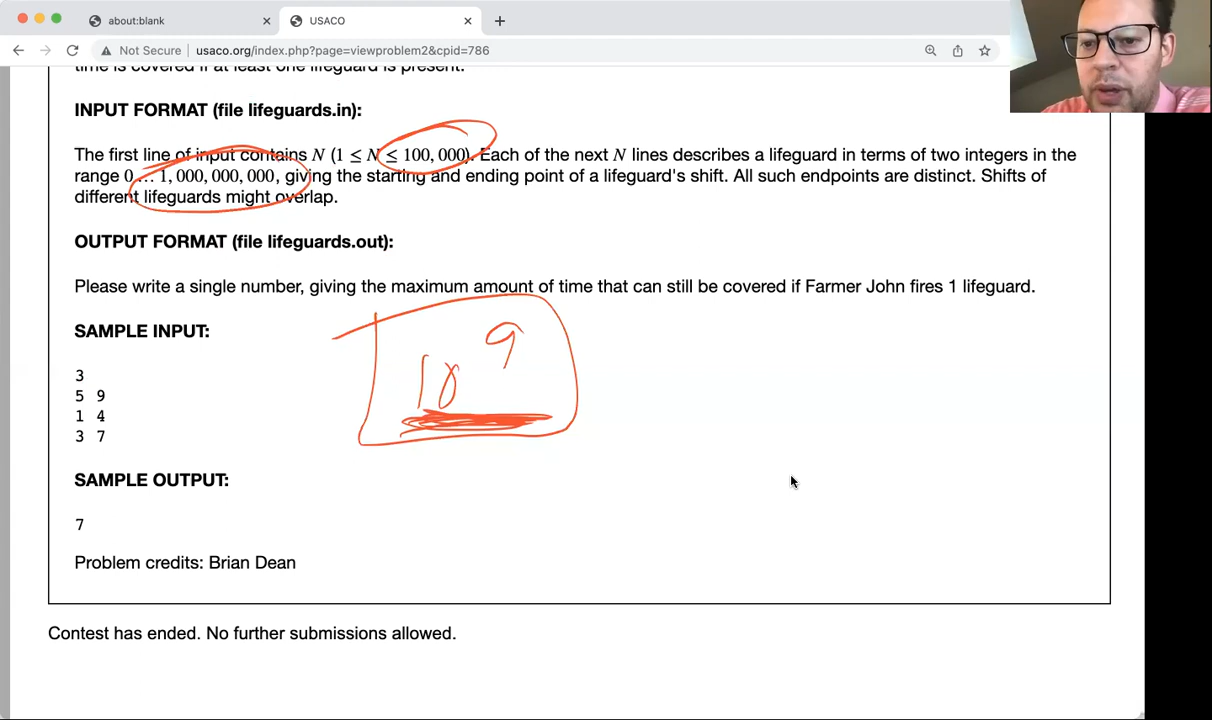 about:blank
USACO
Not Secure
usaco.org/index.php?page=viewproblem2&cpid=786
time is covered if at least one lifeguard is present.
INPUT FORMAT (file lifeguards.in):
The first line of input contains N (1 ≤ N ≤ 100,000). Each of the next N lines describes a lifeguard in terms of two integers in the
range 0…1,000,000,000, giving the starting and ending point of a lifeguard's shift. All such endpoints are distinct. Shifts of
different lifeguards might overlap.
OUTPUT FORMAT (file lifeguards.out):
Please write a single number, giving the maximum amount of time that can still be covered if Farmer John fires 1 lifeguard.
SAMPLE INPUT:
10 9
3
5 9
1 4
3 7
SAMPLE OUTPUT:
7
Problem credits: Brian Dean
Contest has ended. No further submissions allowed.